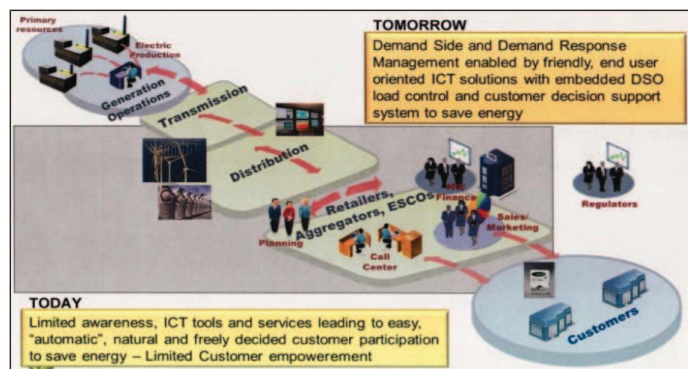 Primary
resources
Electric
Production
Generation
Operations
Transmission
Distribution
TOMORROW
Demand Side and Demand Response
Management enabled by friendly, end user
oriented ICT solutions with embedded DSO
load control and customer decision support
system to save energy
Retailers,
Aggregators, ESCOS
Finance
Regulators
Planning
Sales/
Marketing
Call
Center
Customers
TODAY
Limited awareness, ICT tools and services leading to easy,
"automatic", natural and freely decided customer participation
to save energy – Limited Customer empowerement